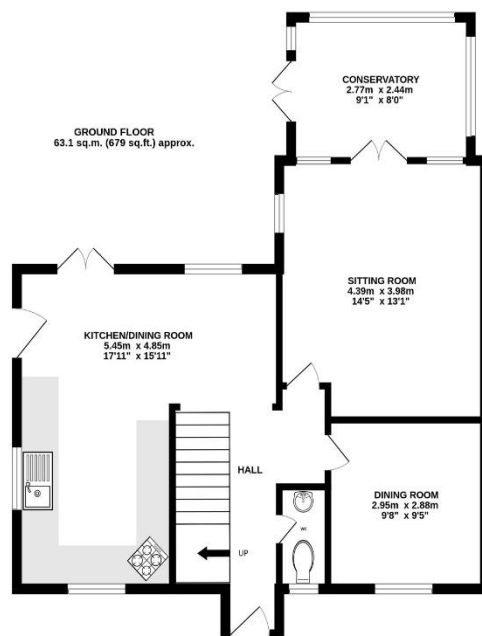 CONSERVATORY
2.77m x 2.44m
9'1" x 8'0"
GROUND FLOOR
63.1 sq.m. (679 sq.ft.) approx.
SITTING ROOM
4.39m x 3.98m
14'5" x 13'1"
KITCHEN/DINING ROOM
5.45m x 4.85m
17'11" x 15'11"
HALL
DINING ROOM
2.95m x 2.88m
9'8" x 9'5"
WC
UP